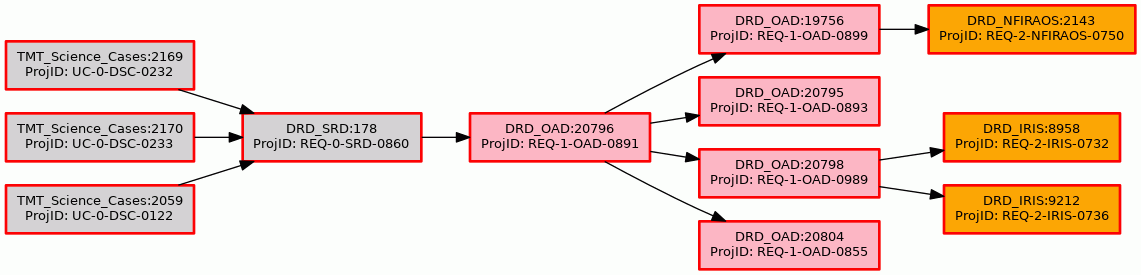 TMT_Science_Cases:2169
ProjID: UC-0-DSC-0232
TMT_Science_Cases:2170
ProjID: UC-0-DSC-0233
TMT_Science_Cases:2059
ProjID: UC-0-DSC-0122
DRD_SRD:178
ProjID: REQ-0-SRD-0860
DRD_OAD:20796
ProjID: REQ-1-OAD-0891
DRD_OAD:19756
ProjID: REQ-1-OAD-0899
DRD_OAD:20795
ProjID: REQ-1-OAD-0893
DRD_OAD:20798
ProjID: REQ-1-OAD-0989
DRD_OAD:20804
ProjID: REQ-1-OAD-0855
DRD_NFIRAOS:2143
ProjID: REQ-2-NFIRAOS-0750
DRD_IRIS:8958
ProjID: REQ-2-IRIS-0732
DRD_IRIS:9212
ProjID: REQ-2-IRIS-0736